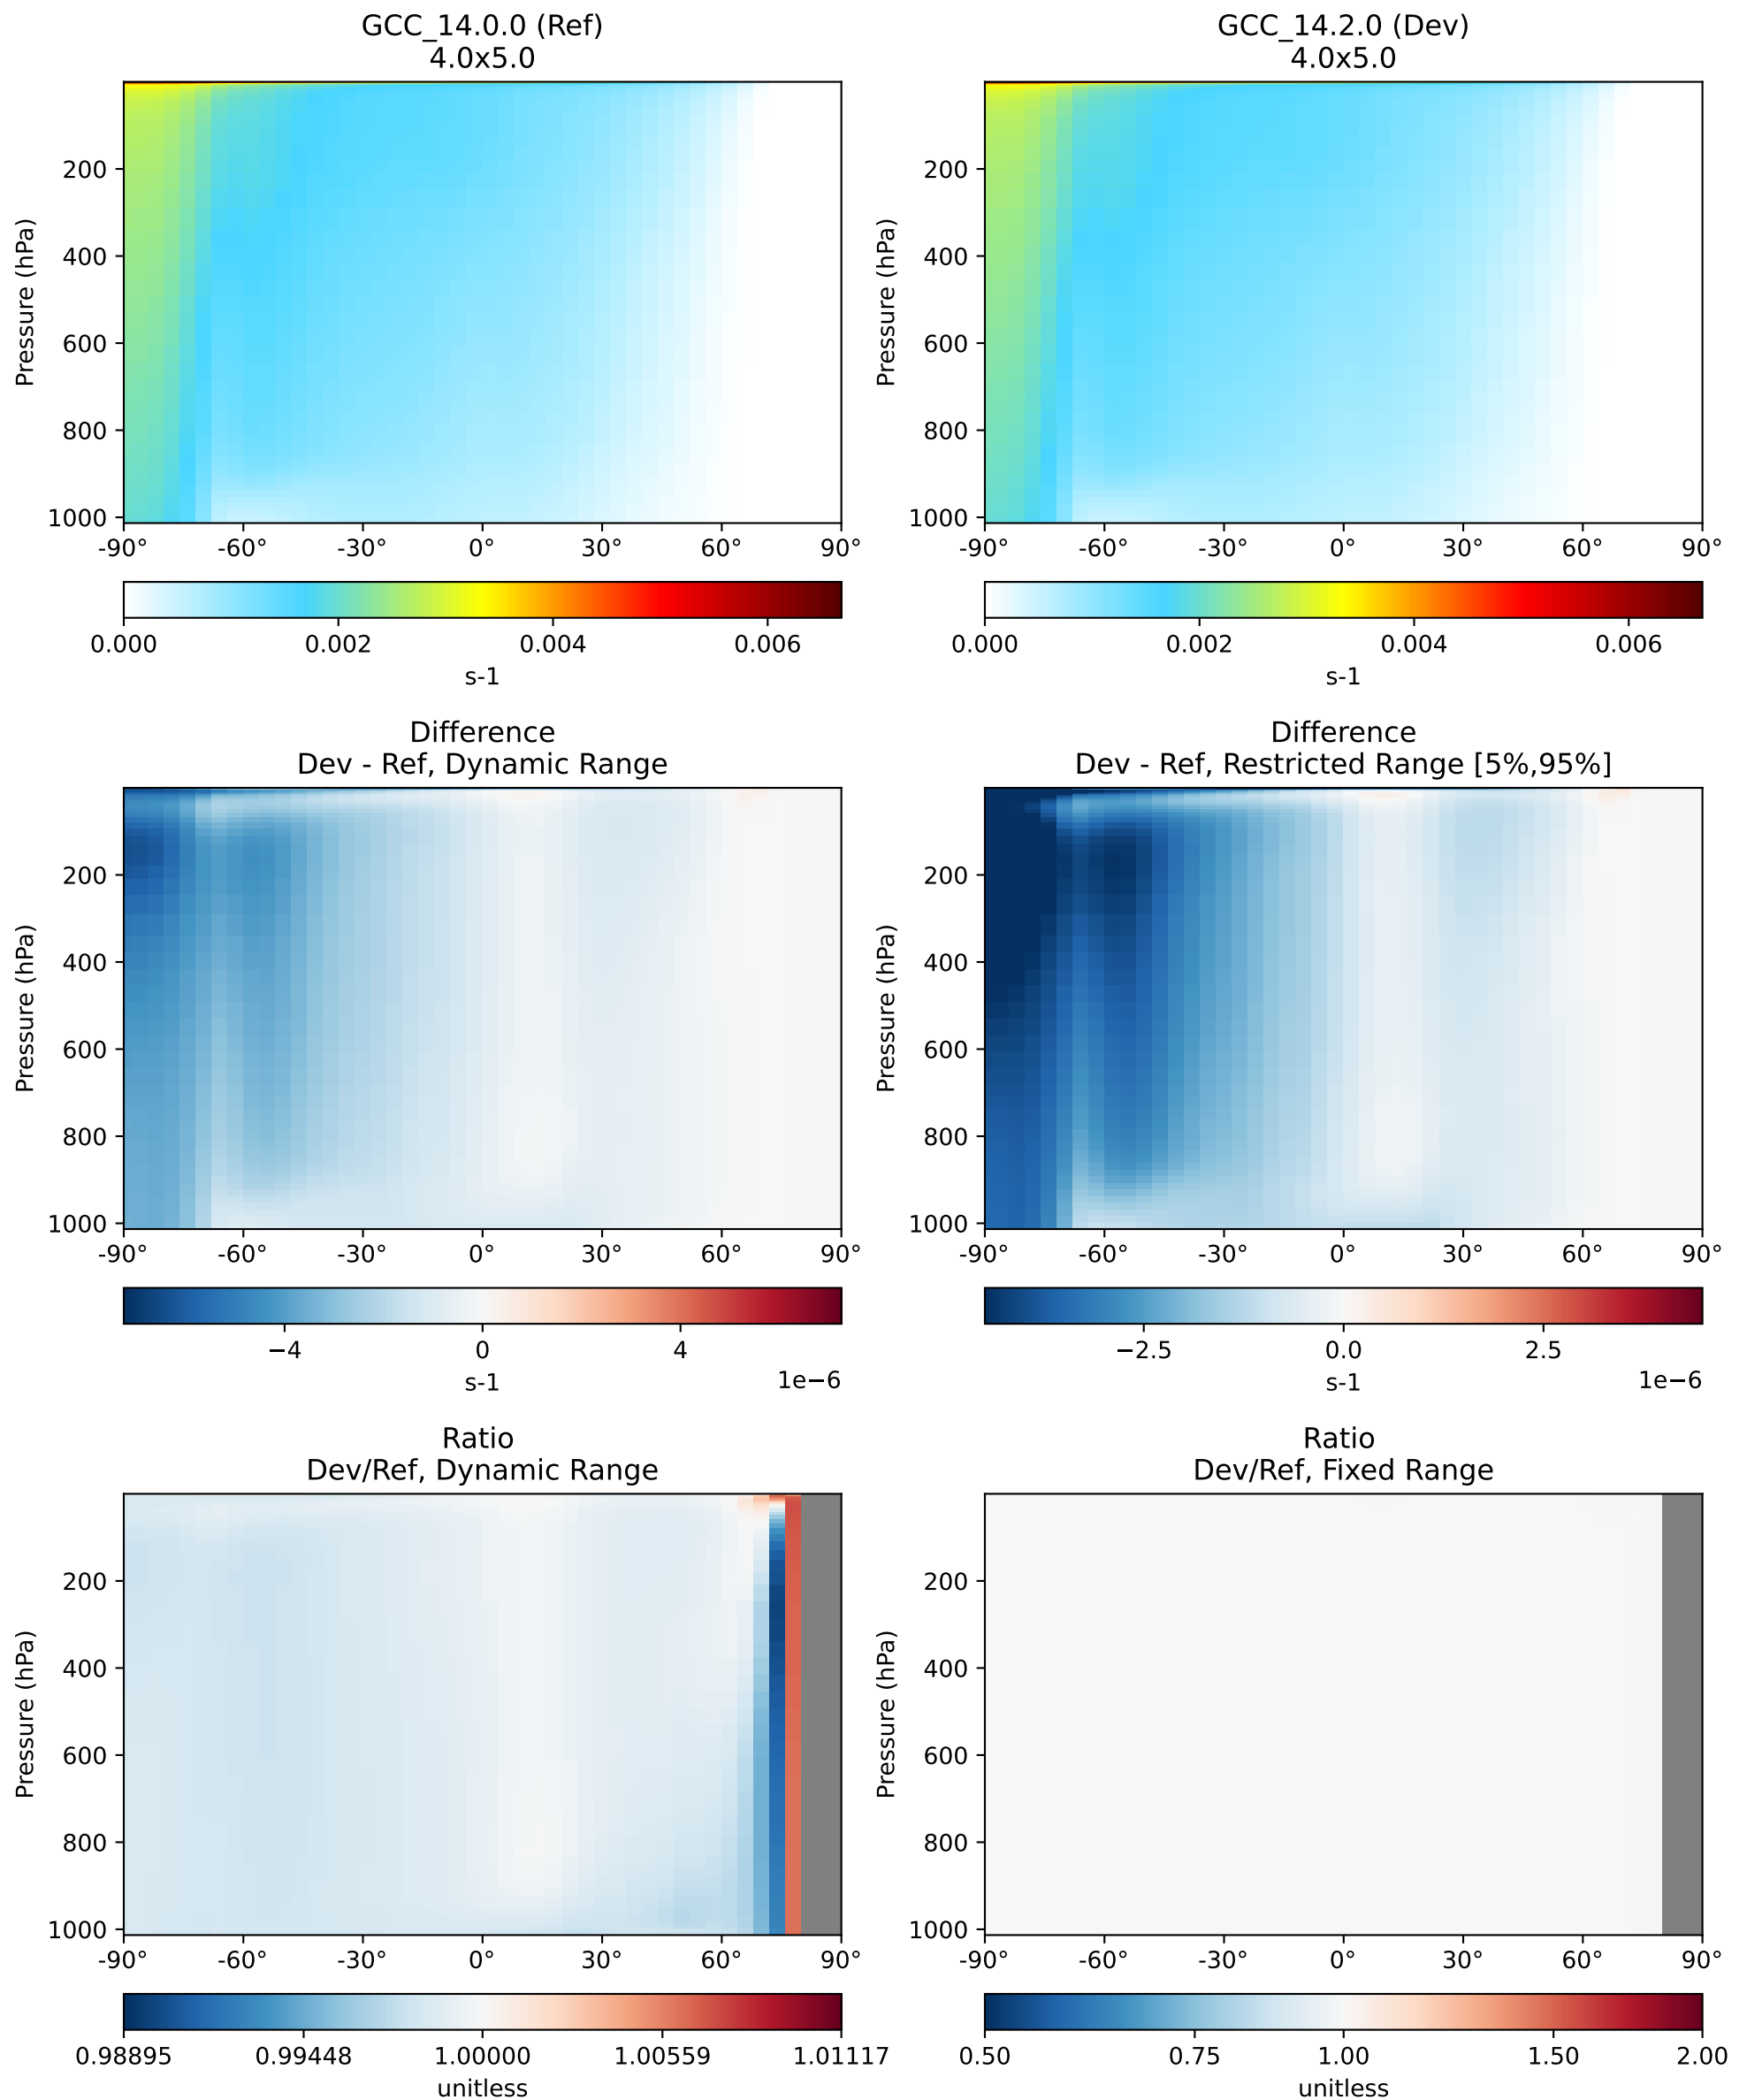 GCC_14.0.0 (Ref)
4.0x5.0
Pressure (hPa)
200
400
600
800
1000
-90° -60° -30° 0° 30° 60° 90°
0.000 0.002 0.004 0.006
s-1
GCC_14.2.0 (Dev)
4.0x5.0
Pressure (hPa)
200
400
600
800
1000
-90° -60° -30° 0° 30° 60° 90°
0.000 0.002 0.004 0.006
s-1
Difference
Dev - Ref, Dynamic Range
Pressure (hPa)
200
400
600
800
1000
-90° -60° -30° 0° 30° 60° 90°
−4 0 4
s-1 1e−6
Difference
Dev - Ref, Restricted Range [5%,95%]
Pressure (hPa)
200
400
600
800
1000
-90° -60° -30° 0° 30° 60° 90°
−2.5 0.0 2.5
s-1 1e−6
Ratio
Dev/Ref, Dynamic Range
Pressure (hPa)
200
400
600
800
1000
-90° -60° -30° 0° 30° 60° 90°
0.98895 0.99448 1.00000 1.00559 1.01117
unitless
Ratio
Dev/Ref, Fixed Range
Pressure (hPa)
200
400
600
800
1000
-90° -60° -30° 0° 30° 60° 90°
0.50 0.75 1.00 1.50 2.00
unitless